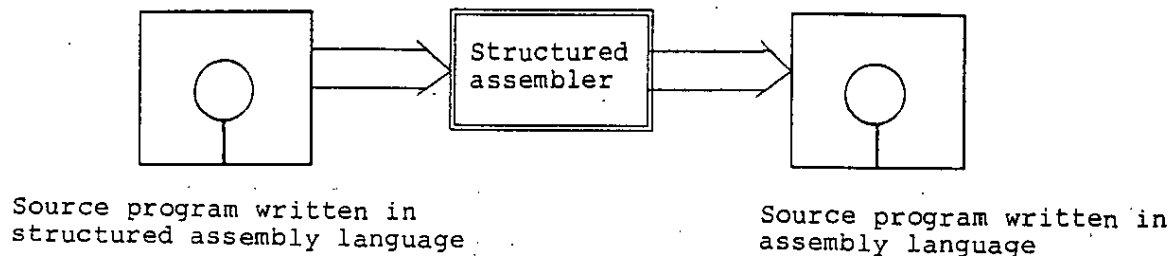 Structured
assembler
Source program written in
structured assembly language
Source program written in
assembly language